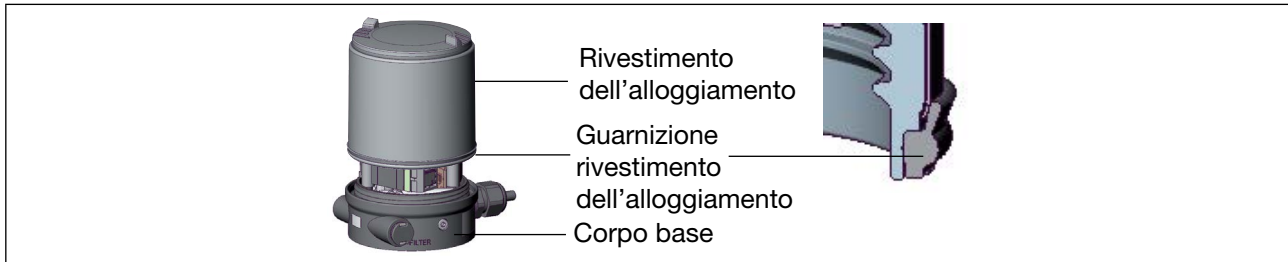 Rivestimento
dell’alloggiamento
Guarnizione
rivestimento
dell’alloggiamento
Corpo base
FILTER